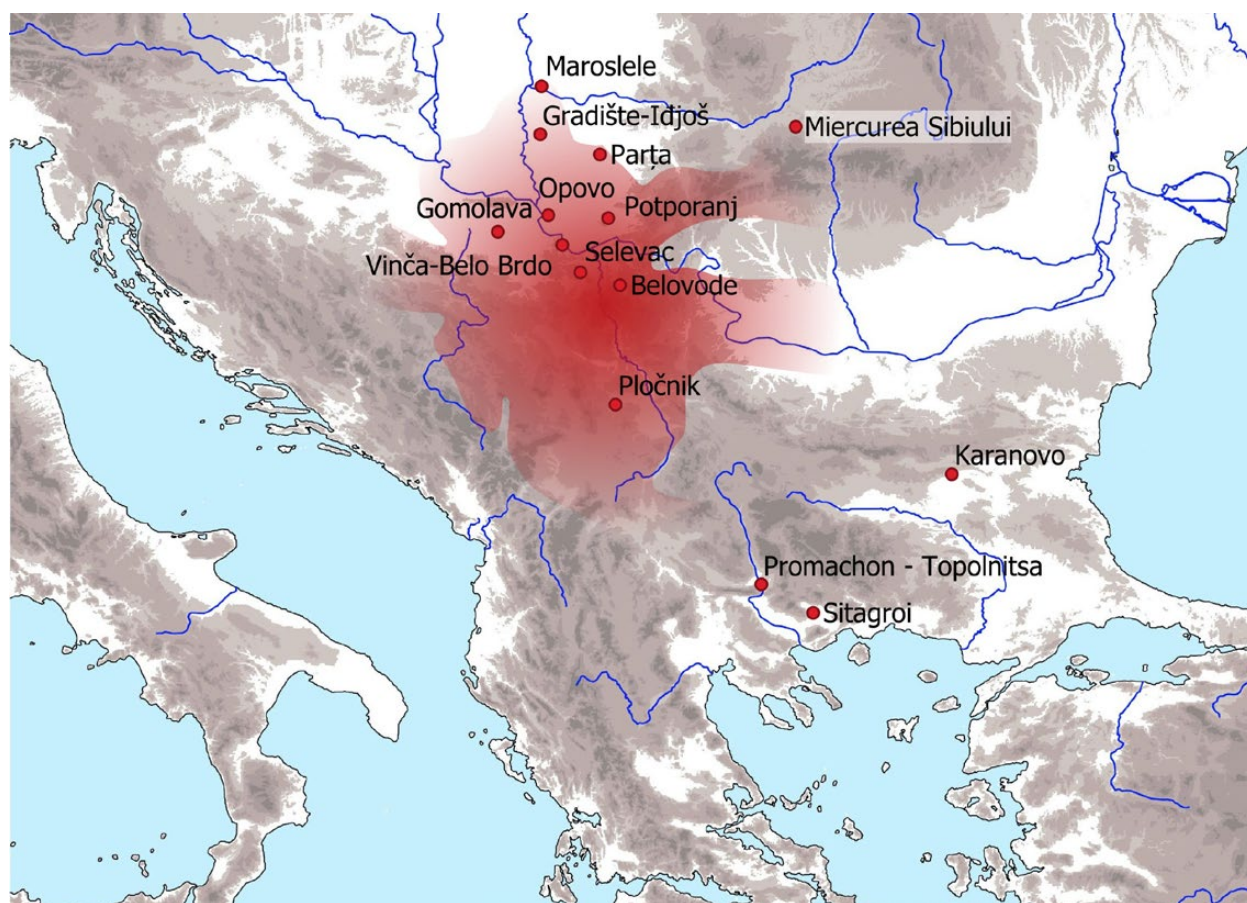 Maroslele
Gradište-Idjoš
Miercurea Sibiului
Parța
Opovo
Gomolava
Potporanj
Selevac
Vinča-Belo Brdo
Belovode
Pločnik
Karanovo
Promachon - Topolnitsa
Sitagroi